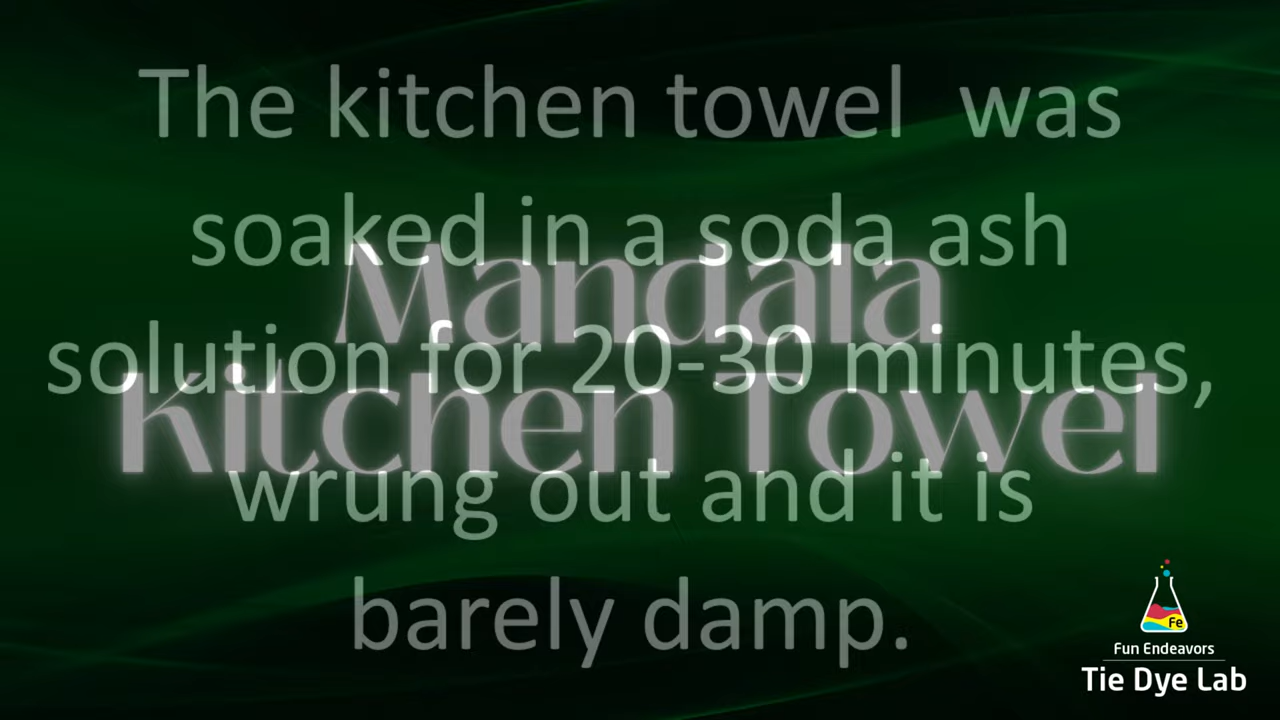 The kitchen towel  was
soaked in a soda ash
Mandala
solution for 20-30 minutes,
Kitchen Towel
wrung out and it is
barely damp.
Fe
Fun Endeavors
Tie Dye Lab